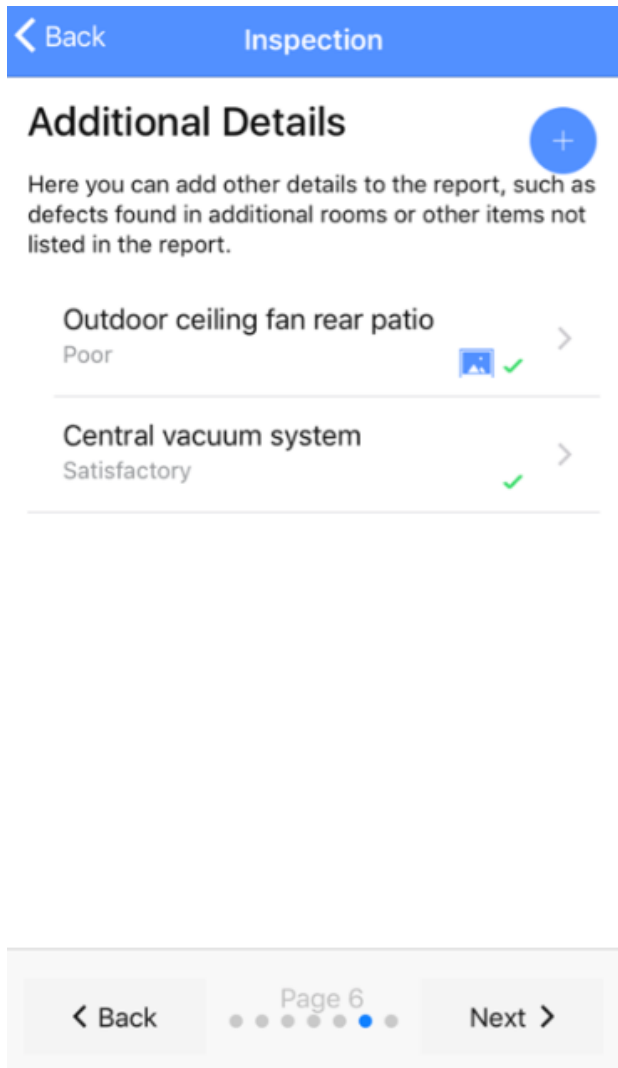 Back
Inspection
Additional Details
Here you can add other details to the report, such as
defects found in additional rooms or other items not
listed in the report.
Outdoor ceiling fan rear patio
Poor
Central vacuum system
Satisfactory
Back
Page 6
Next